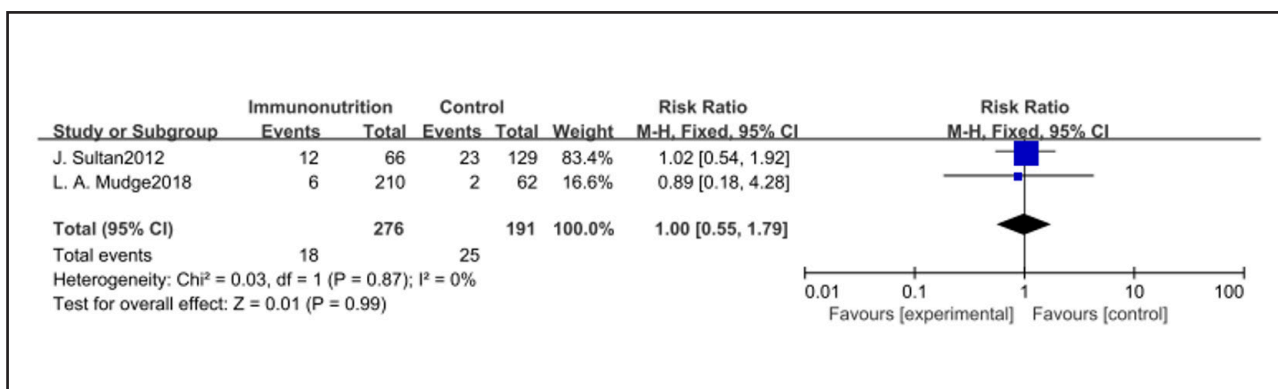 Immunonutrition Control Risk Ratio Risk Ratio
Study or Subgroup Events Total Events Total Weight M-H, Fixed, 95% CI M-H, Fixed, 95% CI
J. Sultan2012 12 66 23 129 83.4% 1.02 [0.54, 1.92]
L. A. Mudge2018 6 210 2 62 16.6% 0.89 [0.18, 4.28]
Total (95% CI) 276 191 100.0% 1.00 [0.55, 1.79]
Total events 18 25
Heterogeneity: Chi² = 0.03, df = 1 (P = 0.87); I² = 0%
Test for overall effect: Z = 0.01 (P = 0.99)
0.01 0.1 1 10 100
Favours [experimental] Favours [control]